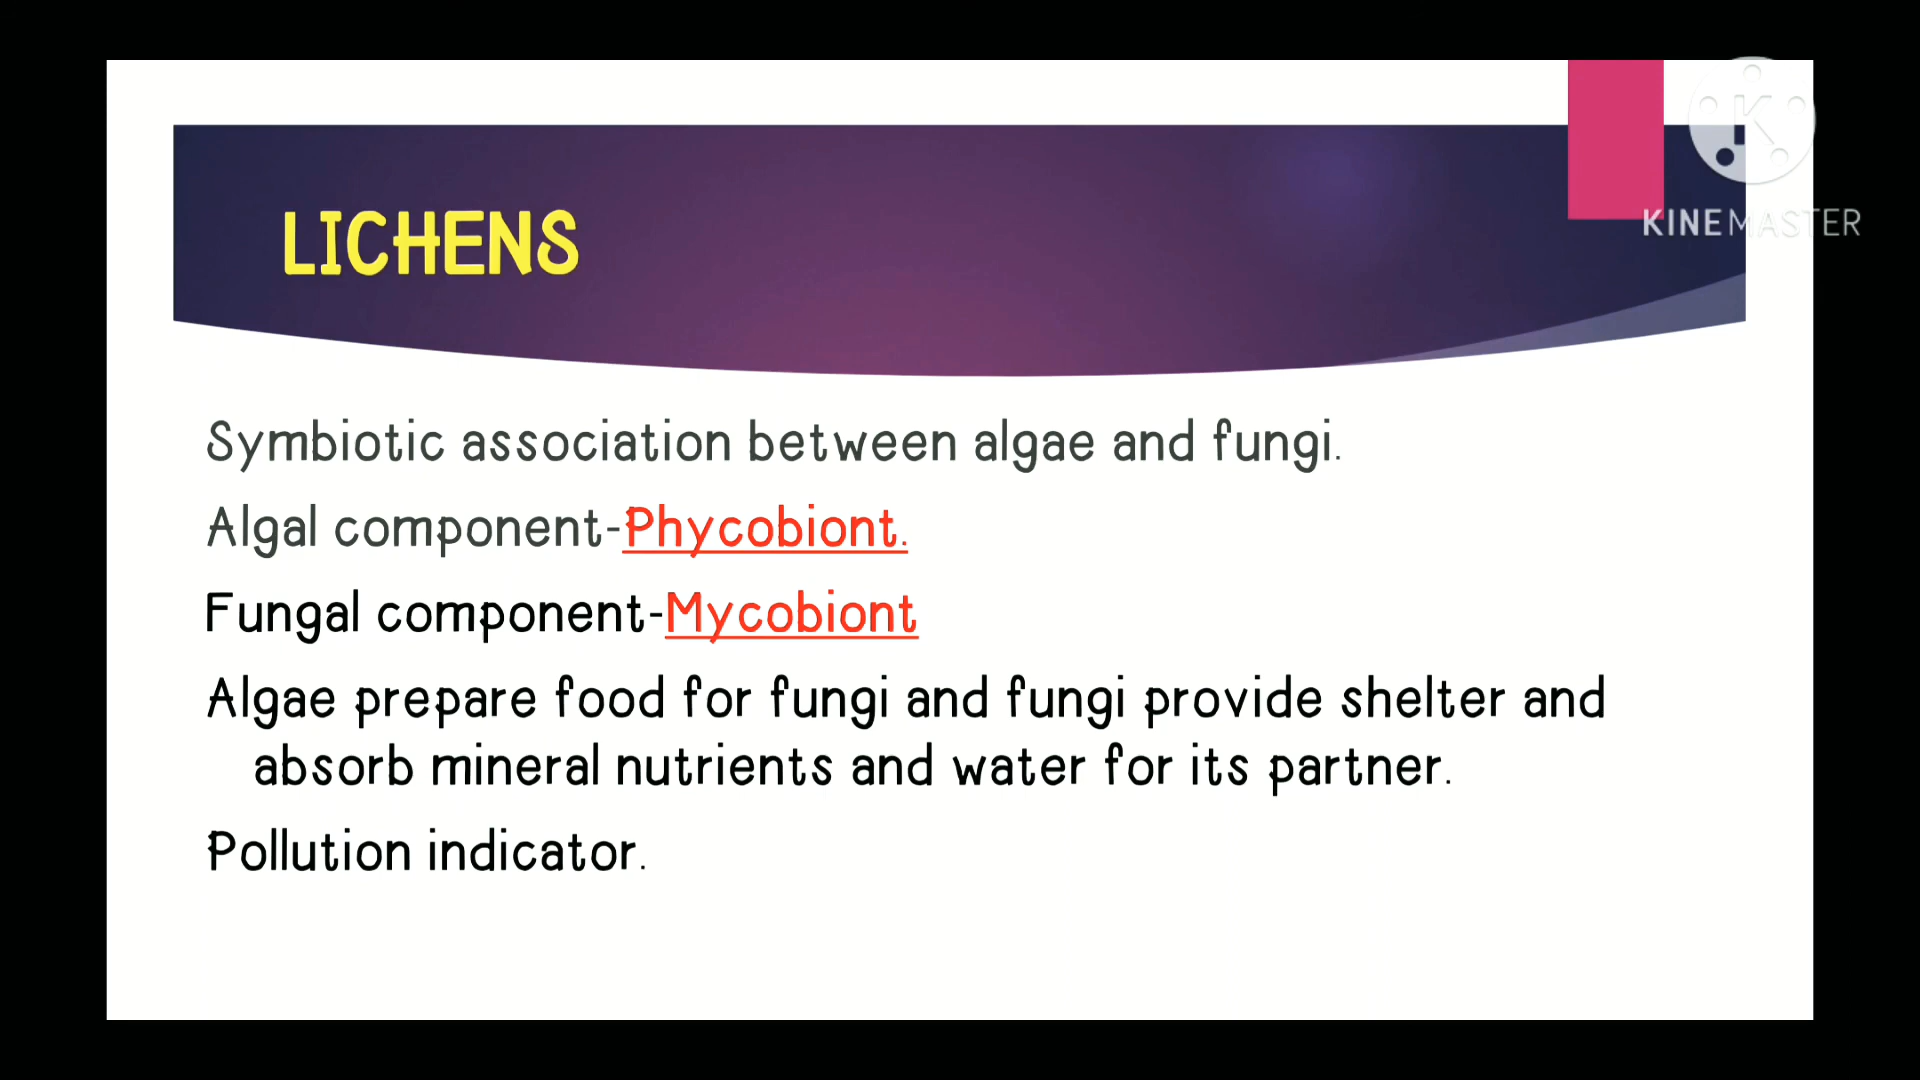 KINEMASTER
LICHENS
Symbiotic association between algae and fungi.
Algal component-Phycobiont.
Fungal component-Mycobiont
Algae prepare food for fungi and fungi provide shelter and
absorb mineral nutrients and water for its partner.
Pollution indicator.